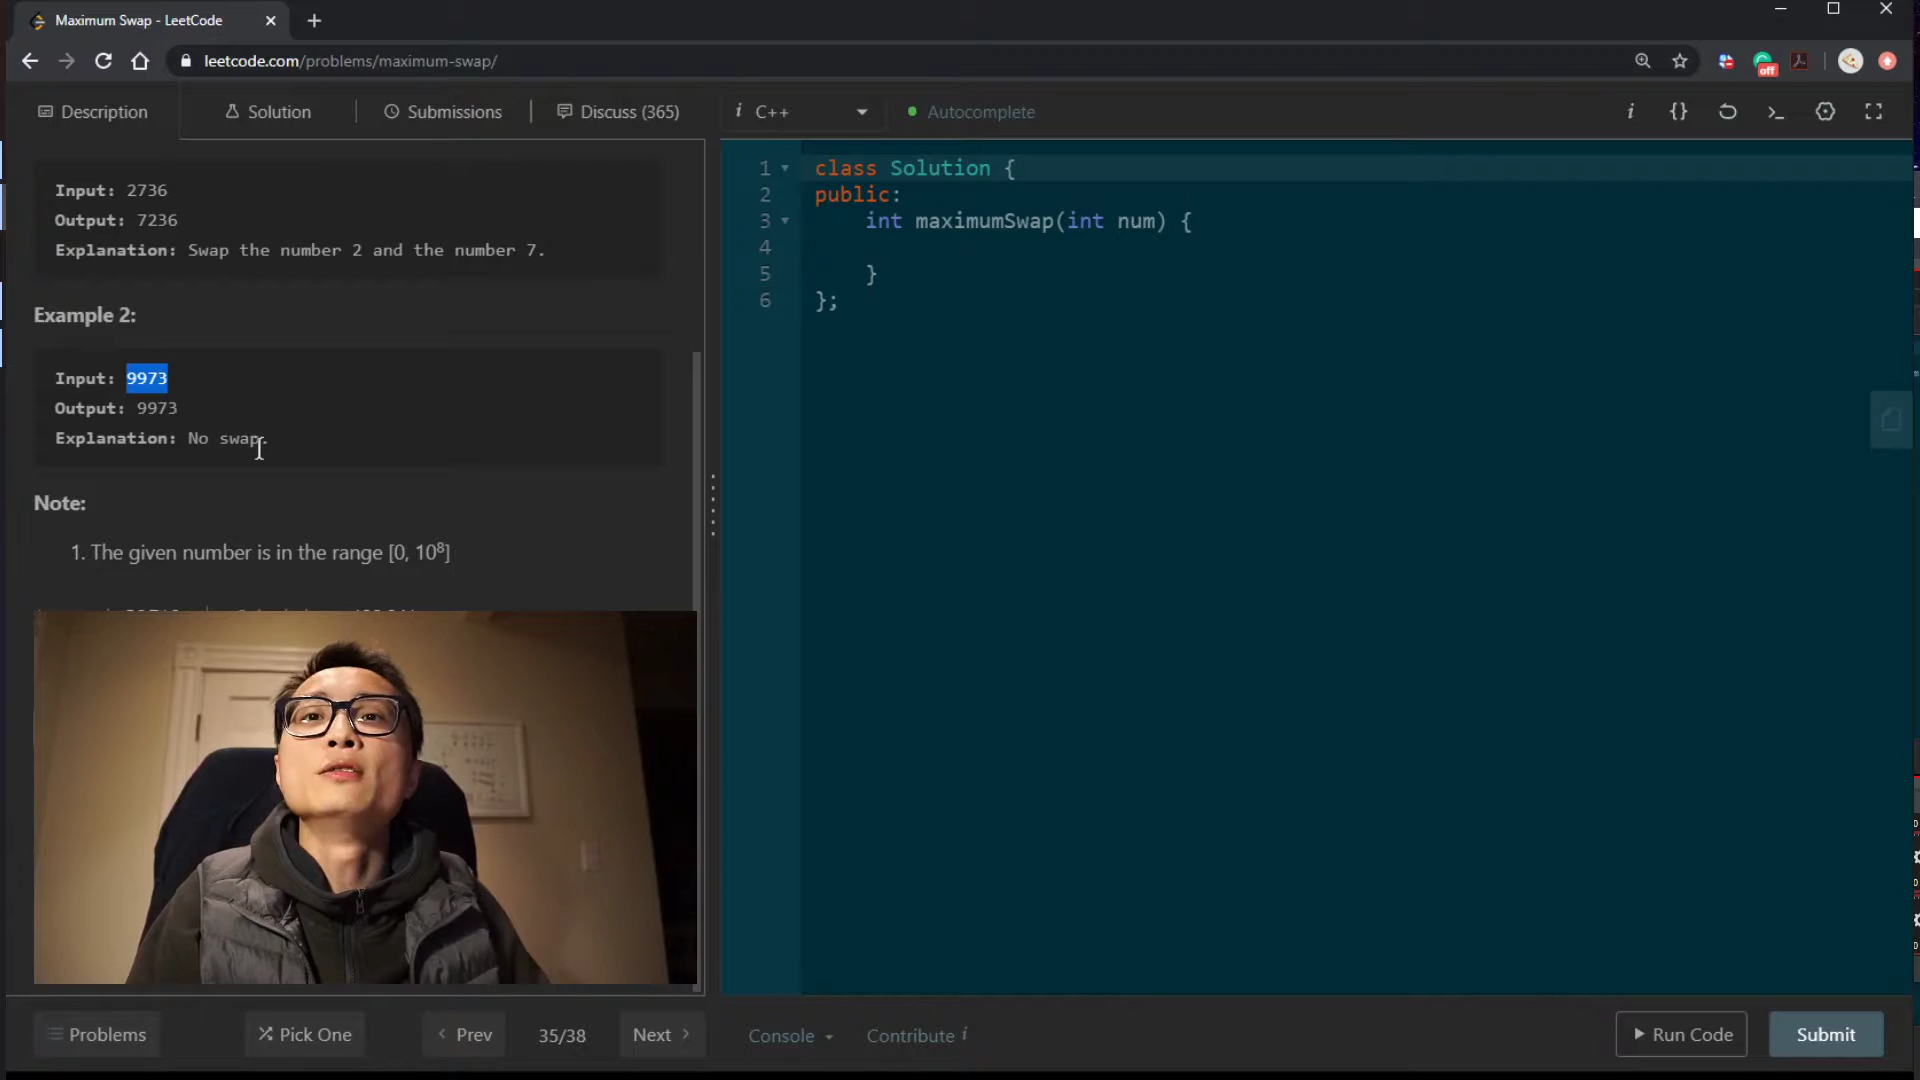 Maximum Swap - LeetCode
leetcode.com/problems/maximum-swap/
off
Description
Solution
Submissions
Discuss (365)
i C++
Autocomplete
Input: 2736
Output: 7236
Explanation: Swap the number 2 and the number 7.
Example 2:
Input: 9973
Output: 9973
Explanation: No swap.
Note:
1. The given number is in the range [0, 10⁸]
1 class Solution {
2 public:
3 int maximumSwap(int num) {
4
5 }
6 };
Problems
Pick One
Prev
35/38
Next
Console
Contribute i
Run Code
Submit